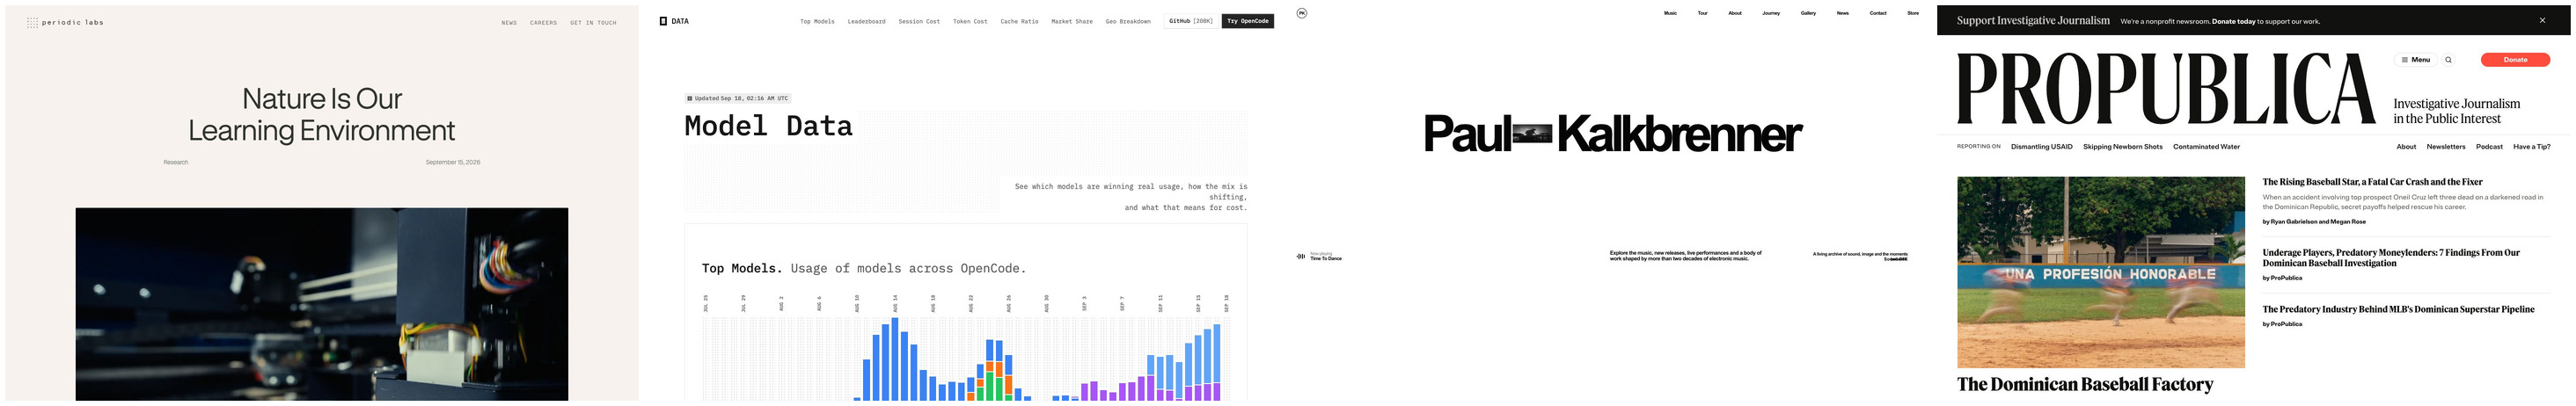 periodic labs
NEWS CAREERS GET IN TOUCH
Nature Is Our
Learning Environment
Research
September 15, 2026
DATA
Top Models Leaderboard Session Cost Token Cost Cache Ratio Market Share Geo Breakdown
GitHub [208K]
Try OpenCode
Updated Sep 18, 02:16 AM UTC
Model Data
See which models are winning real usage, how the mix is
shifting,
and what that means for cost.
Top Models. Usage of models across OpenCode.
JUL 25 JUL 29 AUG 2 AUG 6 AUG 10 AUG 14 AUG 18 AUG 22 AUG 26 AUG 30 SEP 3 SEP 7 SEP 11 SEP 15 SEP 18
PK
Music Tour About Journey Gallery News Contact Store
Paul Kalkbrenner
Now playing
Time To Dance
Explore the music, new releases, live performances and a body of
work shaped by more than two decades of electronic music.
A living archive of sound, image and the moments
Support Investigative Journalism
We're a nonprofit newsroom. Donate today to support our work.
PROPUBLICA
Menu
Donate
Investigative Journalism
in the Public Interest
REPORTING ON Dismantling USAID Skipping Newborn Shots Contaminated Water
About Newsletters Podcast Have a Tip?
UNA PROFESIÓN HONORABLE
The Dominican Baseball Factory
The Rising Baseball Star, a Fatal Car Crash and the Fixer
When an accident involving top prospect Oneil Cruz left three dead on a darkened road in
the Dominican Republic, secret payoffs helped rescue his career.
by Ryan Gabrielson and Megan Rose
Underage Players, Predatory Moneylenders: 7 Findings From Our
Dominican Baseball Investigation
by ProPublica
The Predatory Industry Behind MLB's Dominican Superstar Pipeline
by ProPublica